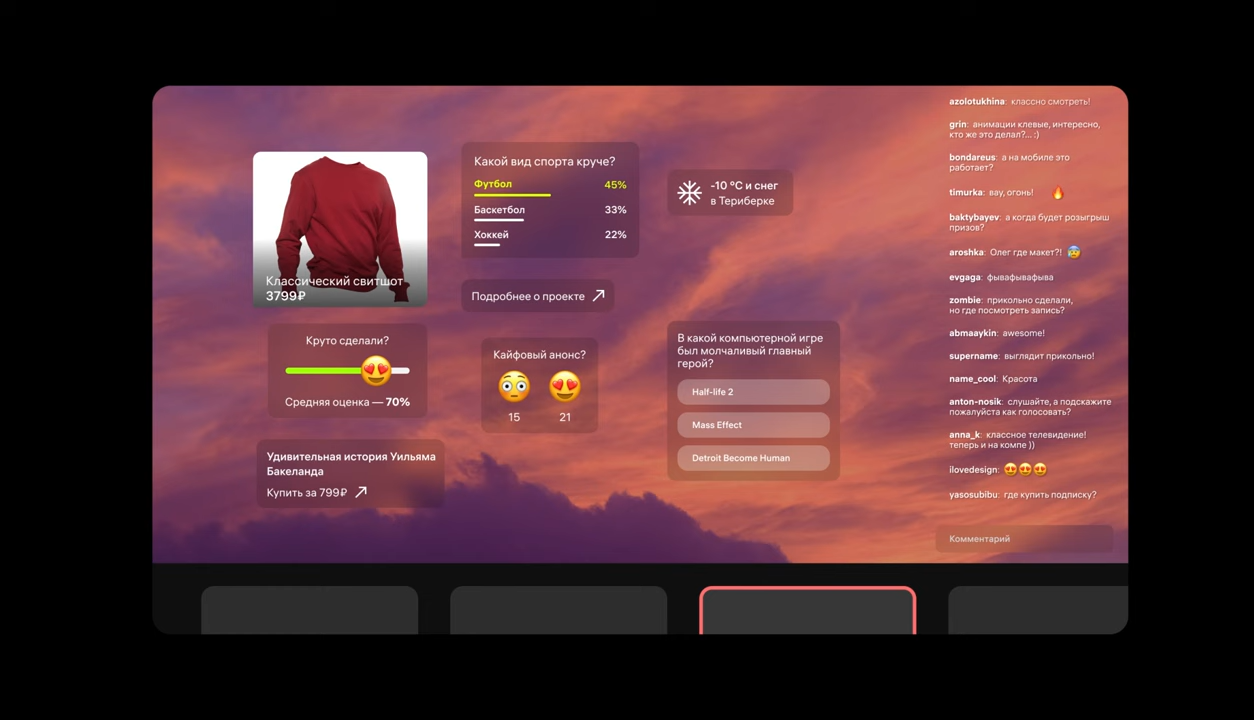 Классический свитшот
3799₽
Круто сделали?
Средняя оценка — 70%
Удивительная история Уильяма
Бакеланда
Купить за 799₽
Какой вид спорта круче?
Футбол 45%
Баскетбол 33%
Хоккей 22%
Подробнее о проекте
Кайфовый анонс?
15 21
-10 °C и снег
в Териберке
В какой компьютерной игре
был молчаливый главный
герой?
Half-life 2
Mass Effect
Detroit Become Human
azolotukhina: классно смотреть!
grin: анимации клевые, интересно,
кто же это делал?... :)
bondareus: а на мобиле это
работает?
timurka: вау, огонь! 🔥
baktybayev: а когда будет розыгрыш
призов?
aroshka: Олег где макет?! 😰
evgaga: фывафывафыва
zombie: прикольно сделали,
но где посмотреть запись?
abmaaykin: awesome!
supername: выглядит прикольно!
name_cool: Красота
anton-nosik: слушайте, а подскажите
пожалуйста как голосовать?
anna_k: классное телевидение!
теперь и на компе ))
ilovedesign: 😍😍😍
yasosubibu: где купить подписку?
Комментарий